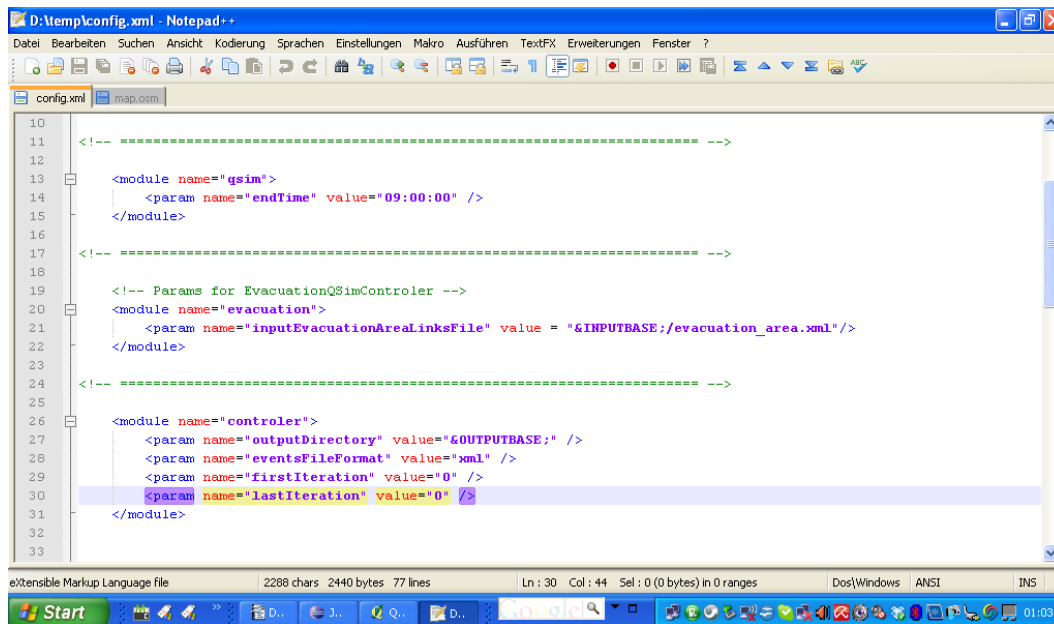 D:\temp\config.xml - Notepad++
Datei Bearbeiten Suchen Ansicht Kodierung Sprachen Einstellungen Makro Ausführen TextFX Erweiterungen Fenster ?
config.xml map.osm
10
11 <!-- ====================================================================== -->
12
13 <module name="qsim">
14 <param name="endTime" value="09:00:00" />
15 </module>
16
17 <!-- ====================================================================== -->
18
19 <!-- Params for EvacuationQSimControler -->
20 <module name="evacuation">
21 <param name="inputEvacuationAreaLinksFile" value = "&INPUTBASE;/evacuation_area.xml"/>
22 </module>
23
24 <!-- ====================================================================== -->
25
26 <module name="controler">
27 <param name="outputDirectory" value="&OUTPUTBASE;" />
28 <param name="eventsFileFormat" value="xml" />
29 <param name="firstIteration" value="0" />
30 <param name="lastIteration" value="0" />
31 </module>
32
33
eXtensible Markup Language file 2288 chars 2440 bytes 77 lines Ln : 30 Col : 44 Sel : 0 (0 bytes) in 0 ranges Dos\Windows ANSI INS
Start D.. J.. Q.. D.. Google 01:03